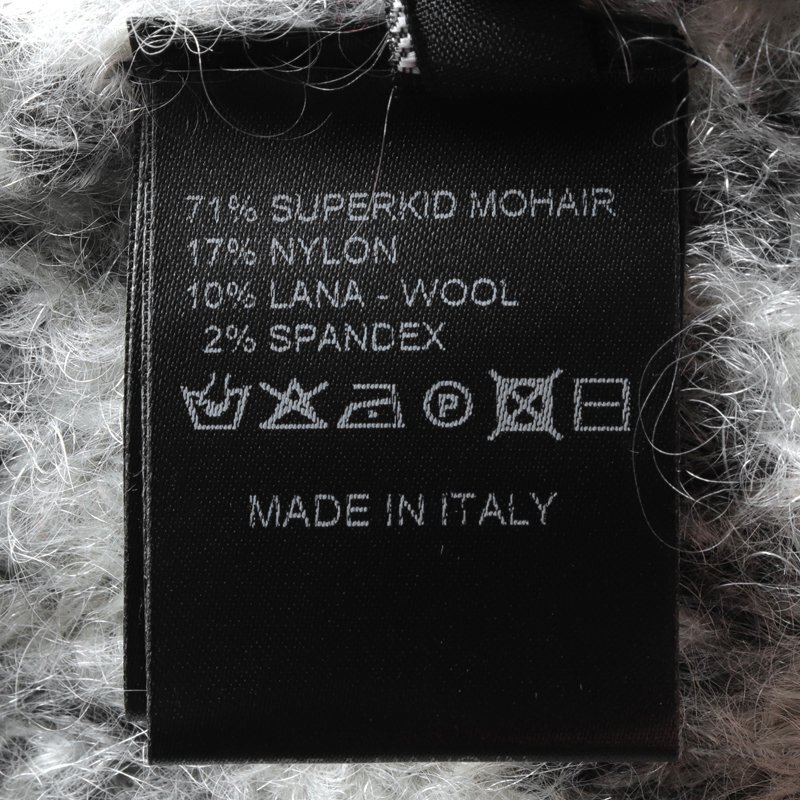 71% SUPERKID MOHAIR
17% NYLON
10% LANA - WOOL
2% SPANDEX
P
MADE IN ITALY